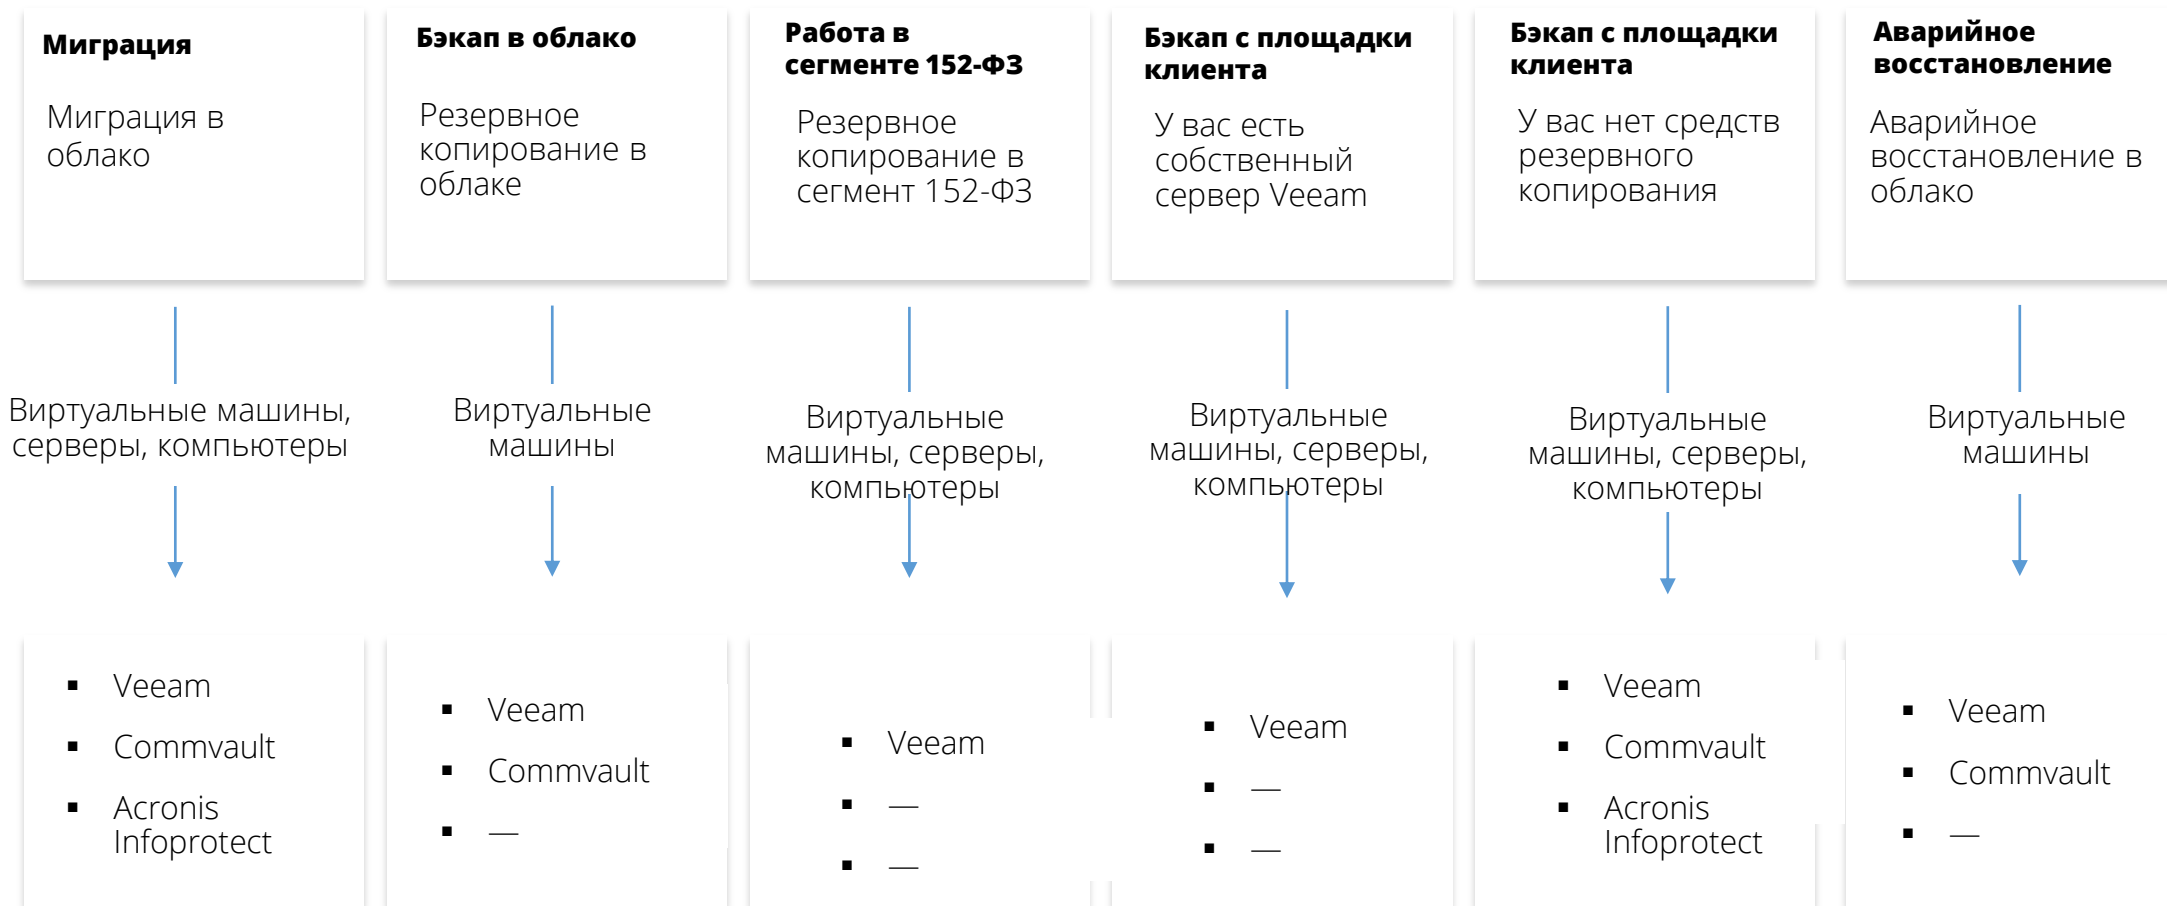 Миграция
Миграция в
облако
Бэкап в облако
Резервное
копирование в
облаке
Работа в
сегменте 152-ФЗ
Резервное
копирование в
сегмент 152-ФЗ
Бэкап с площадки
клиента
У вас есть
собственный
сервер Veeam
Бэкап с площадки
клиента
У вас нет средств
резервного
копирования
Аварийное
восстановление
Аварийное
восстановление в
облако
Виртуальные машины,
серверы, компьютеры
Виртуальные
машины
Виртуальные
машины, серверы,
компьютеры
Виртуальные
машины, серверы,
компьютеры
Виртуальные
машины, серверы,
компьютеры
Виртуальные
машины
▪ Veeam
▪ Commvault
▪ Acronis
Infoprotect
▪ Veeam
▪ Commvault
▪ —
▪ Veeam
▪ —
▪ —
▪ Veeam
▪ —
▪ —
▪ Veeam
▪ Commvault
▪ Acronis
Infoprotect
▪ Veeam
▪ Commvault
▪ —